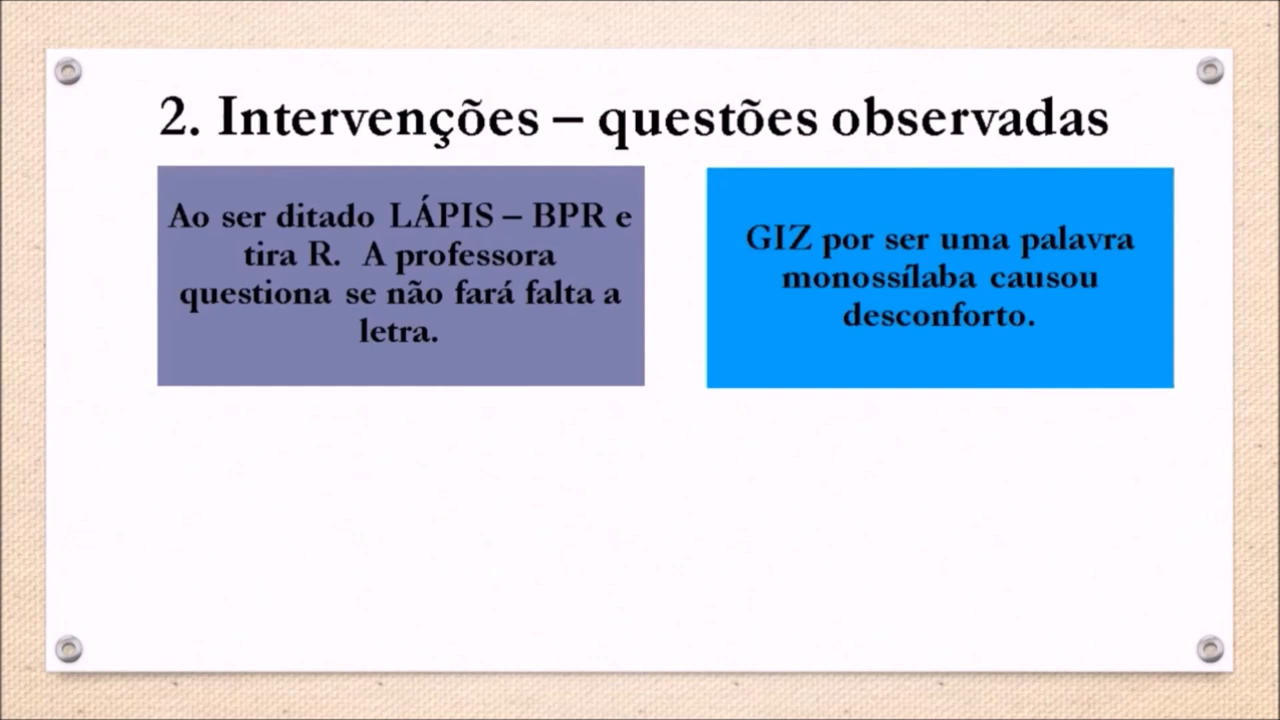 2. Intervenções – questões observadas
Ao ser ditado LÁPIS – BPR e
tira R. A professora
questiona se não fará falta a
letra.
GIZ por ser uma palavra
monossílaba causou
desconforto.